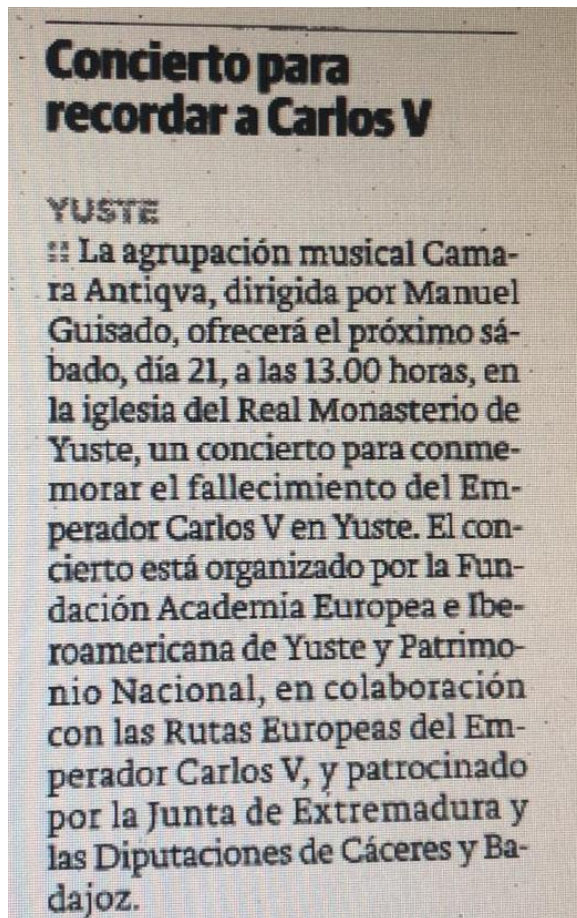 Concierto para
recordar a Carlos V
YUSTE
:: La agrupación musical Cama-
ra Antiqva, dirigida por Manuel
Guisado, ofrecerá el próximo sá-
bado, día 21, a las 13.00 horas, en
la iglesia del Real Monasterio de
Yuste, un concierto para conme-
morar el fallecimiento del Em-
perador Carlos V en Yuste. El con-
cierto está organizado por la Fun-
dación Academia Europea e Ibe-
roamericana de Yuste y Patrimo-
nio Nacional, en colaboración
con las Rutas Europeas del Em-
perador Carlos V, y patrocinado
por la Junta de Extremadura y
las Diputaciones de Cáceres y Ba-
dajoz.